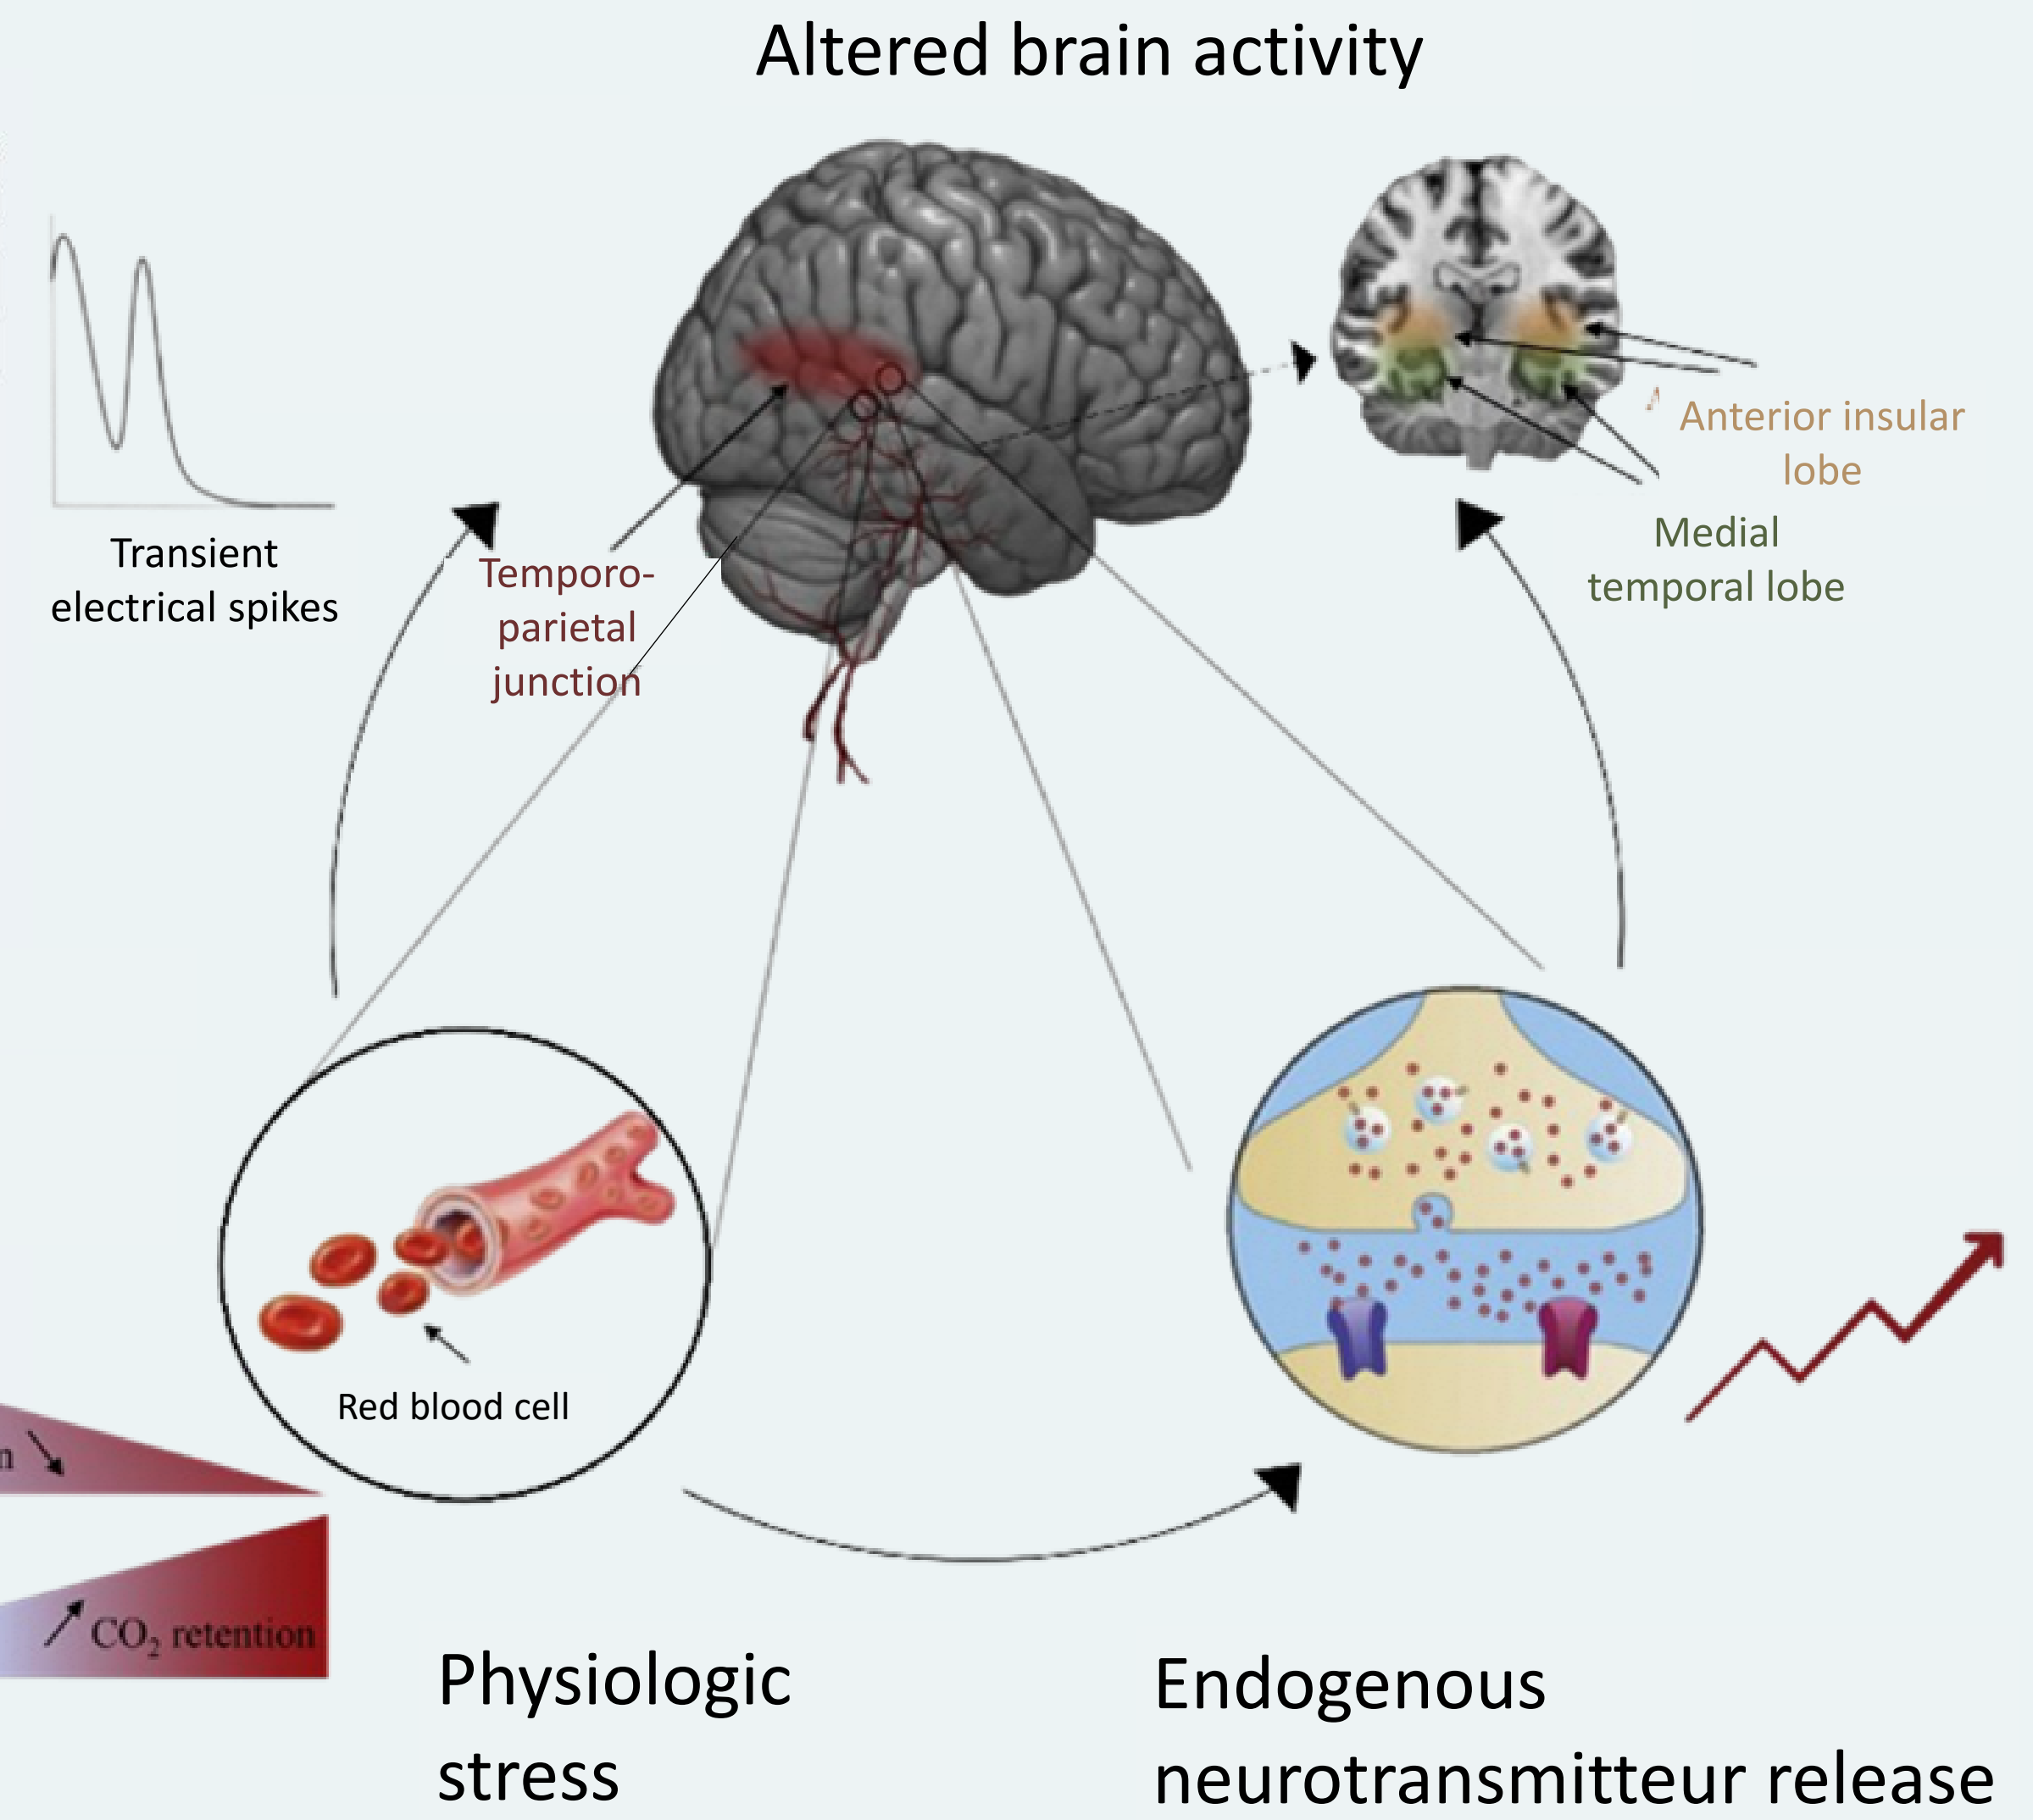 Altered brain activity
Transient
electrical spikes
Temporo-
parietal
junction
Anterior insular
lobe
Medial
temporal lobe
Red blood cell
n
CO₂ retention
Physiologic
stress
Endogenous
neurotransmitteur release